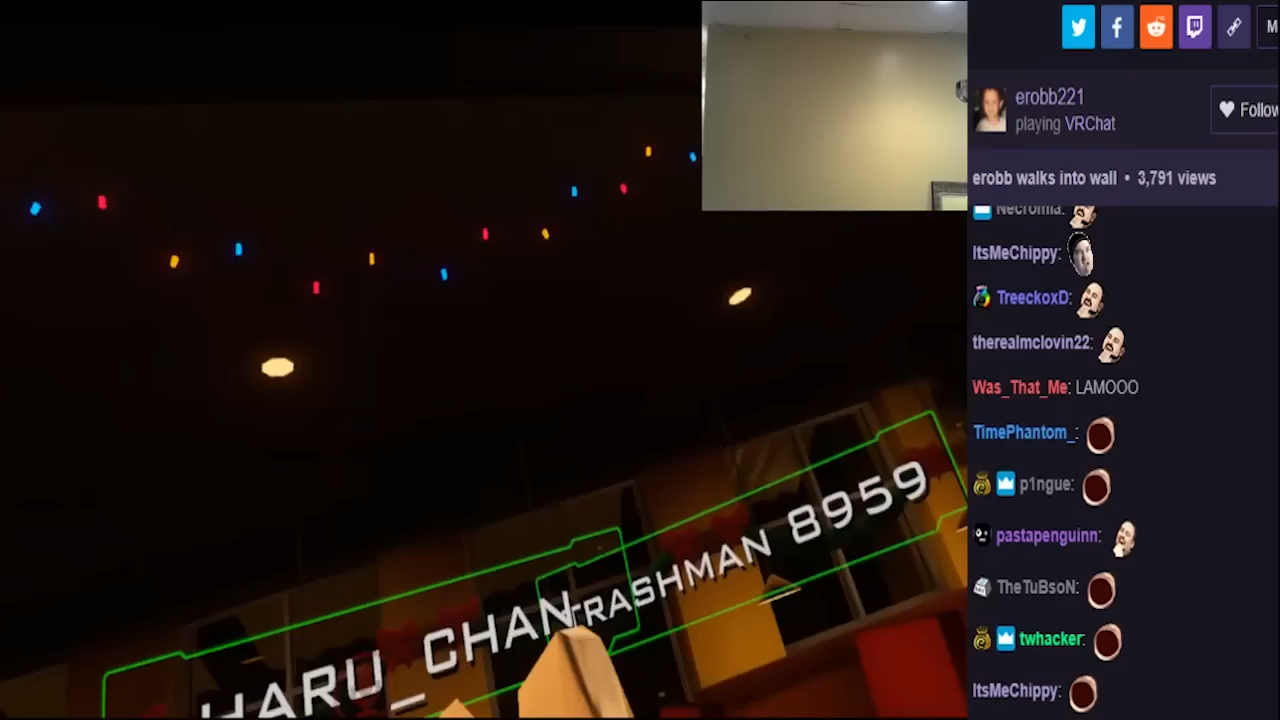 M
erobb221
Follow
playing VRChat
erobb walks into wall • 3,791 views
Necromia:
ItsMeChippy:
TreeckoxD:
therealmclovin22:
Was_That_Me: LAMOOO
TimePhantom_:
p1ngue:
pastapenguinn:
TheTuBsoN:
twhacker:
ItsMeChippy:
TRASHMAN 8959
HARU_CHAN